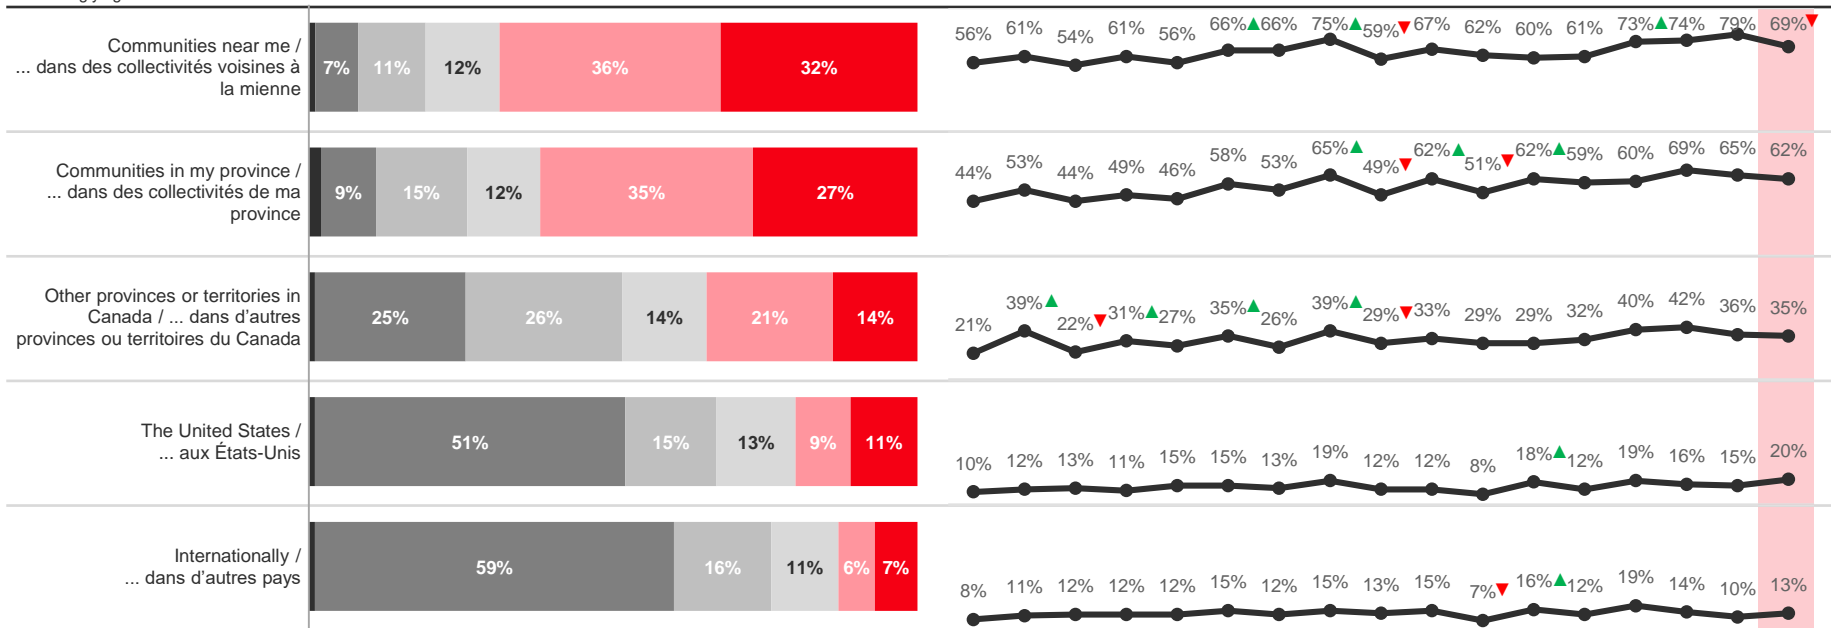 Communities near me /
... dans des collectivités voisines à
la mienne
7% 11% 12% 36% 32%
56% 61% 54% 61% 56% 66% 66% 75% 59% 67% 62% 60% 61% 73% 74% 79% 69%
Communities in my province /
... dans des collectivités de ma
province
9% 15% 12% 35% 27%
44% 53% 44% 49% 46% 58% 53% 65% 49% 62% 51% 62% 59% 60% 69% 65% 62%
Other provinces or territories in
Canada / ... dans d'autres
provinces ou territoires du Canada
25% 26% 14% 21% 14%
21% 39% 22% 31% 27% 35% 26% 39% 29% 33% 29% 29% 32% 40% 42% 36% 35%
The United States /
... aux États-Unis
51% 15% 13% 9% 11%
10% 12% 13% 11% 15% 15% 13% 19% 12% 12% 8% 18% 12% 19% 16% 15% 20%
Internationally /
... dans d'autres pays
59% 16% 11% 6% 7%
8% 11% 12% 12% 12% 15% 12% 15% 13% 15% 7% 16% 12% 19% 14% 10% 13%